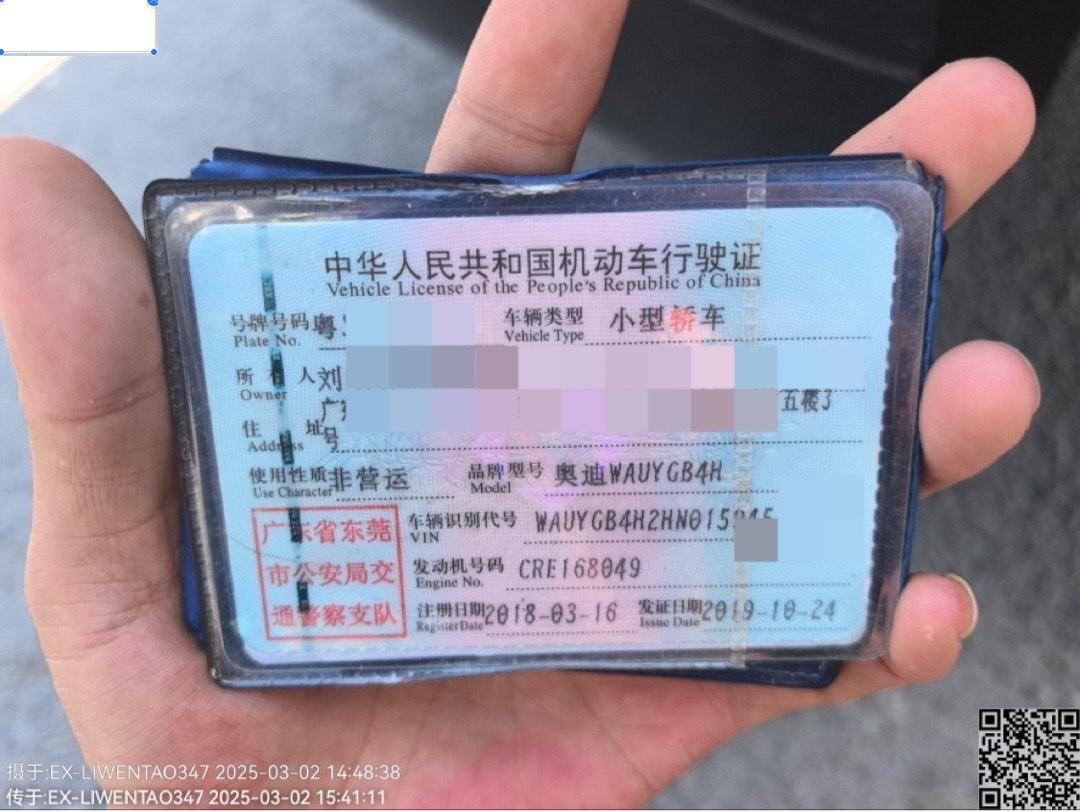 中华人民共和国机动车行驶证
Vehicle License of the People's Republic of China
号牌号码 粤 车辆类型 小型轿车
Plate No. Vehicle Type
所有人 刘
Owner
住址 广 五楼3
Address 号
使用性质 非营运 品牌型号 奥迪WAUYGB4H
Use Character Model
广东省东莞
市公安局交
通警察支队
车辆识别代号 WAUYGB4H2HN015
VIN
发动机号码 CRE168049
Engine No.
注册日期 2018-03-16 发证日期 2019-10-24
Register Date Issue Date
摄于:EX-LIWENTAO347 2025-03-02 14:48:38
传于:EX-LIWENTAO347 2025-03-02 15:41:11